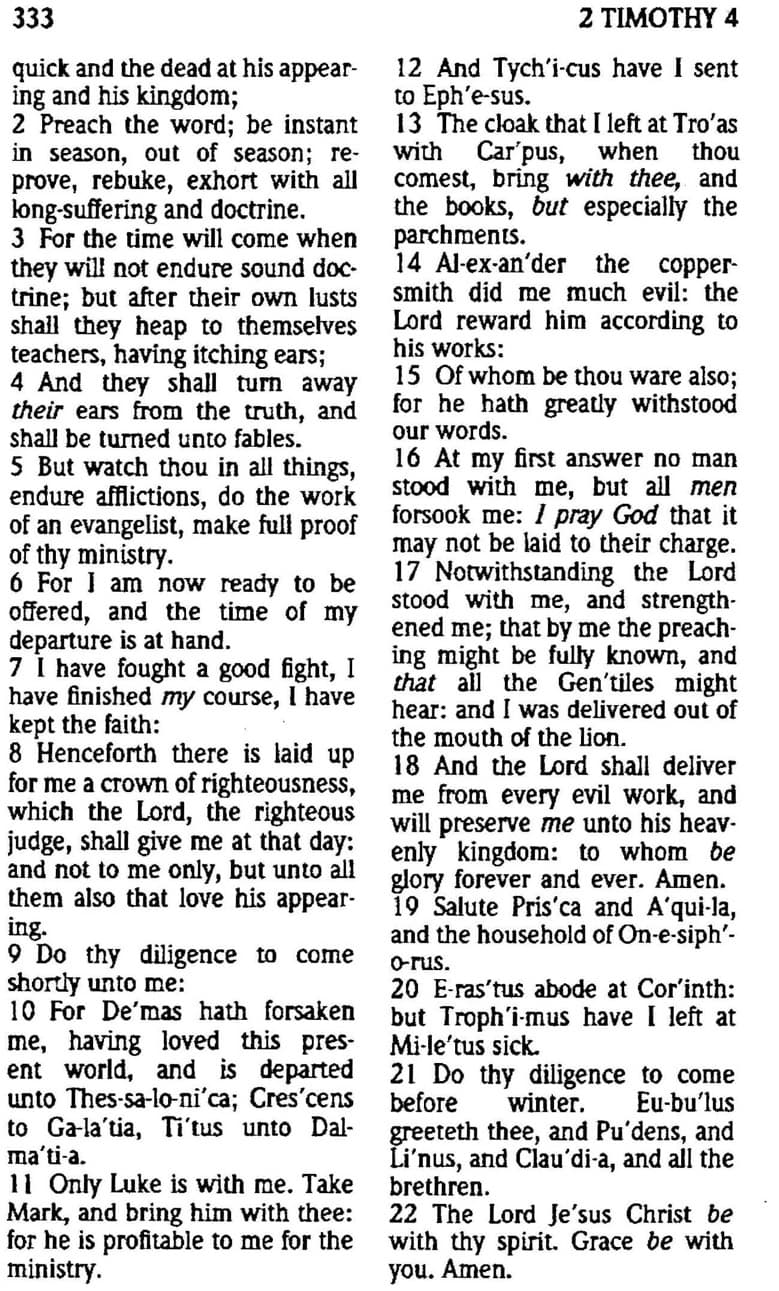 333
2 TIMOTHY 4
quick and the dead at his appear-
ing and his kingdom;
2 Preach the word; be instant
in season, out of season; re-
prove, rebuke, exhort with all
long-suffering and doctrine.
3 For the time will come when
they will not endure sound doc-
trine; but after their own lusts
shall they heap to themselves
teachers, having itching ears;
4 And they shall turn away
their ears from the truth, and
shall be turned unto fables.
5 But watch thou in all things,
endure afflictions, do the work
of an evangelist, make full proof
of thy ministry.
6 For I am now ready to be
offered, and the time of my
departure is at hand.
7 I have fought a good fight, I
have finished my course, I have
kept the faith:
8 Henceforth there is laid up
for me a crown of righteousness,
which the Lord, the righteous
judge, shall give me at that day:
and not to me only, but unto all
them also that love his appear-
ing.
9 Do thy diligence to come
shortly unto me:
10 For De'mas hath forsaken
me, having loved this pres-
ent world, and is departed
unto Thes-sa-lo-ni'ca; Cres'cens
to Ga-la'tia, Ti'tus unto Dal-
ma'ti-a.
11 Only Luke is with me. Take
Mark, and bring him with thee:
for he is profitable to me for the
ministry.
12 And Tych'i-cus have I sent
to Eph'e-sus.
13 The cloak that I left at Tro'as
with Car'pus, when thou
comest, bring with thee, and
the books, but especially the
parchments.
14 Al-ex-an'der the copper-
smith did me much evil: the
Lord reward him according to
his works:
15 Of whom be thou ware also;
for he hath greatly withstood
our words.
16 At my first answer no man
stood with me, but all men
forsook me: I pray God that it
may not be laid to their charge.
17 Notwithstanding the Lord
stood with me, and strength-
ened me; that by me the preach-
ing might be fully known, and
that all the Gen'tiles might
hear: and I was delivered out of
the mouth of the lion.
18 And the Lord shall deliver
me from every evil work, and
will preserve me unto his heav-
enly kingdom: to whom be
glory forever and ever. Amen.
19 Salute Pris'ca and A'qui-la,
and the household of On-e-siph'-
o-rus.
20 E-ras'tus abode at Cor'inth:
but Troph'i-mus have I left at
Mi-le'tus sick.
21 Do thy diligence to come
before winter. Eu-bu'lus
greeteth thee, and Pu'dens, and
Li'nus, and Clau'di-a, and all the
brethren.
22 The Lord Je'sus Christ be
with thy spirit. Grace be with
you. Amen.